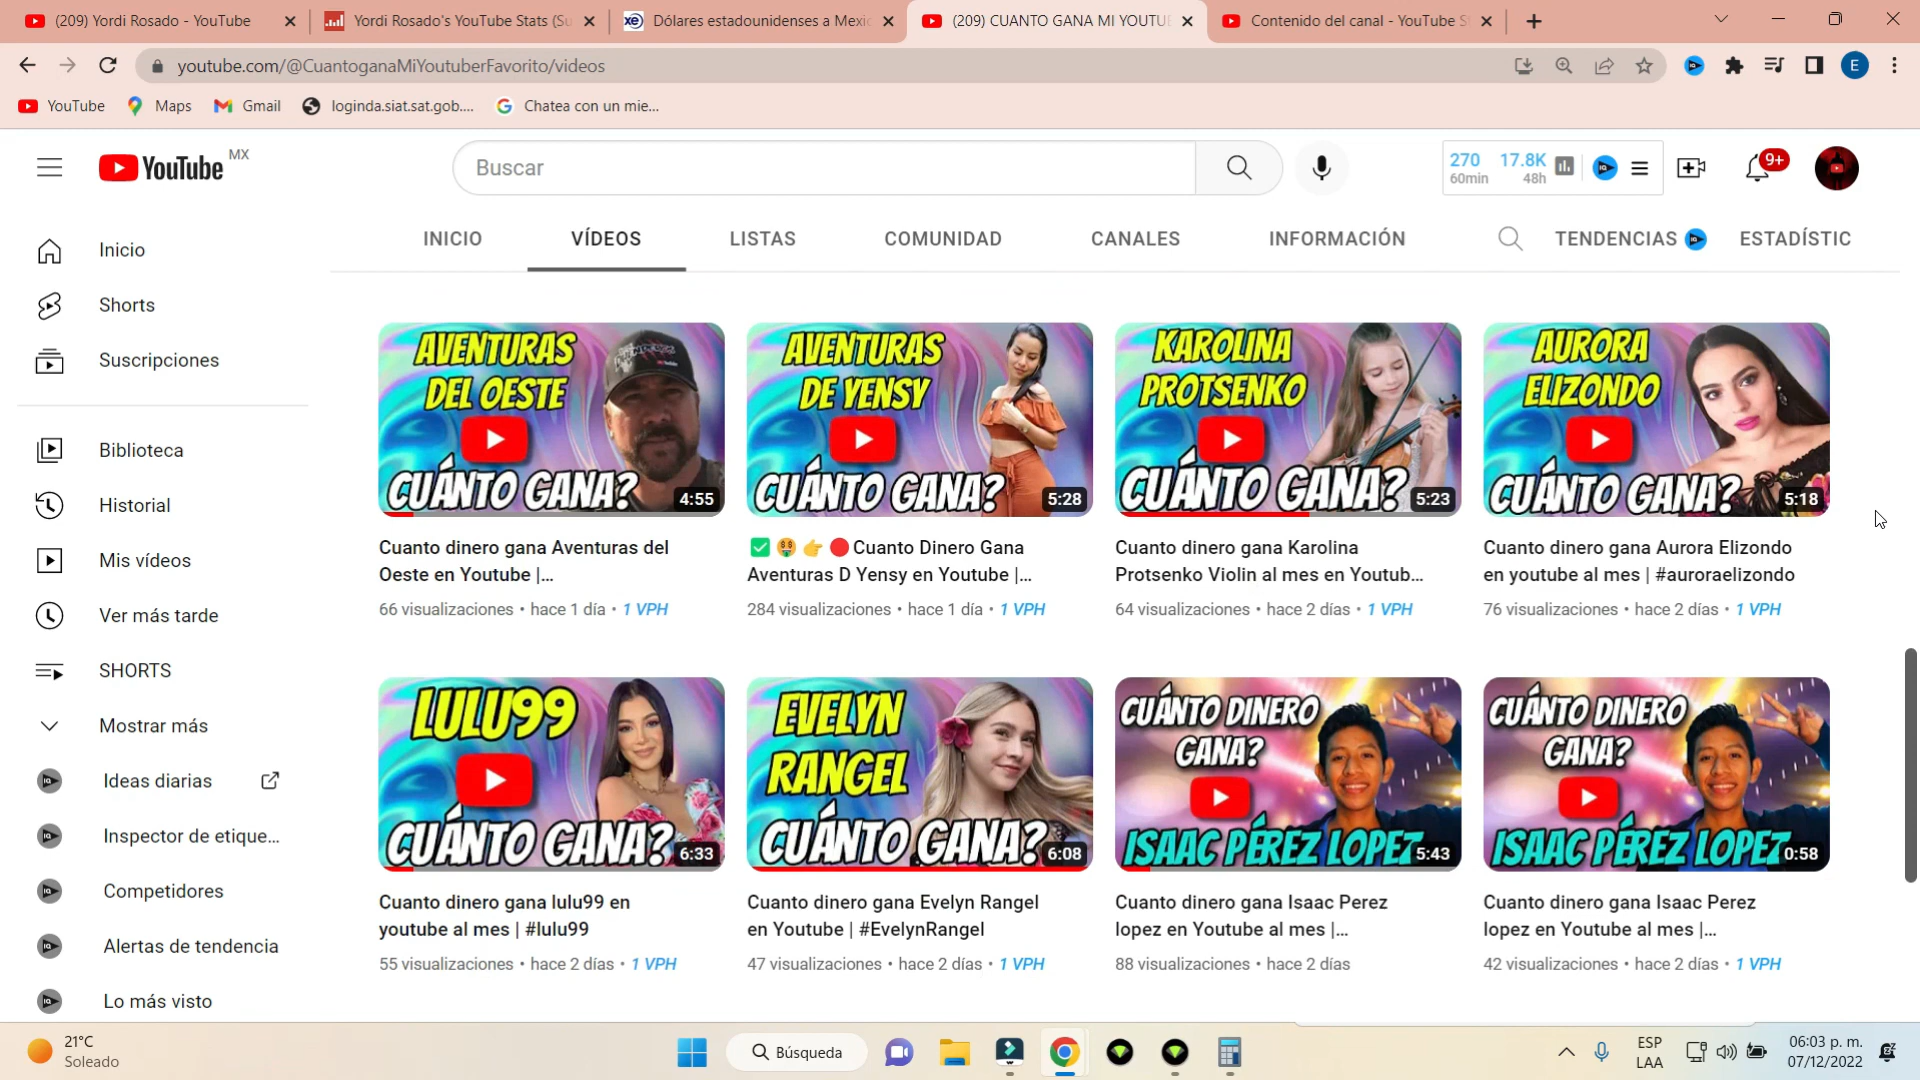 (209) Yordi Rosado - YouTube
Yordi Rosado's YouTube Stats (Su
Dólares estadounidenses a Mexic
(209) CUANTO GANA MI YOUTUB
Contenido del canal - YouTube S
youtube.com/@CuantoganaMiYoutuberFavorito/videos
E
YouTube
Maps
Gmail
loginda.siat.sat.gob....
Chatea con un mie...
YouTube MX
Buscar
270 17.8K
60min 48h
9+
INICIO VÍDEOS LISTAS COMUNIDAD CANALES INFORMACIÓN TENDENCIAS ESTADÍSTIC
Inicio
Shorts
Suscripciones
Biblioteca
Historial
Mis vídeos
Ver más tarde
SHORTS
Mostrar más
Ideas diarias
Inspector de etique...
Competidores
Alertas de tendencia
Lo más visto
AVENTURAS
DEL OESTE
CUÁNTO GANA?
4:55
Cuanto dinero gana Aventuras del
Oeste en Youtube |...
66 visualizaciones • hace 1 día • 1 VPH
AVENTURAS
DE YENSY
CUÁNTO GANA?
5:28
✅🤑👉🔴Cuanto Dinero Gana
Aventuras D Yensy en Youtube |...
284 visualizaciones • hace 1 día • 1 VPH
KAROLINA
PROTSENKO
CUÁNTO GANA?
5:23
Cuanto dinero gana Karolina
Protsenko Violin al mes en Youtub...
64 visualizaciones • hace 2 días • 1 VPH
AURORA
ELIZONDO
CUÁNTO GANA?
5:18
Cuanto dinero gana Aurora Elizondo
en youtube al mes | #auroraelizondo
76 visualizaciones • hace 2 días • 1 VPH
LULU99
CUÁNTO GANA?
6:33
Cuanto dinero gana lulu99 en
youtube al mes | #lulu99
55 visualizaciones • hace 2 días • 1 VPH
EVELYN
RANGEL
CUÁNTO GANA?
6:08
Cuanto dinero gana Evelyn Rangel
en Youtube | #EvelynRangel
47 visualizaciones • hace 2 días • 1 VPH
CUÁNTO DINERO
GANA?
ISAAC PÉREZ LOPEZ
5:43
Cuanto dinero gana Isaac Perez
lopez en Youtube al mes |...
88 visualizaciones • hace 2 días
CUÁNTO DINERO
GANA?
ISAAC PÉREZ LOPEZ
0:58
Cuanto dinero gana Isaac Perez
lopez en Youtube al mes |...
42 visualizaciones • hace 2 días • 1 VPH
21°C
Soleado
Búsqueda
ESP
LAA
06:03 p. m.
07/12/2022